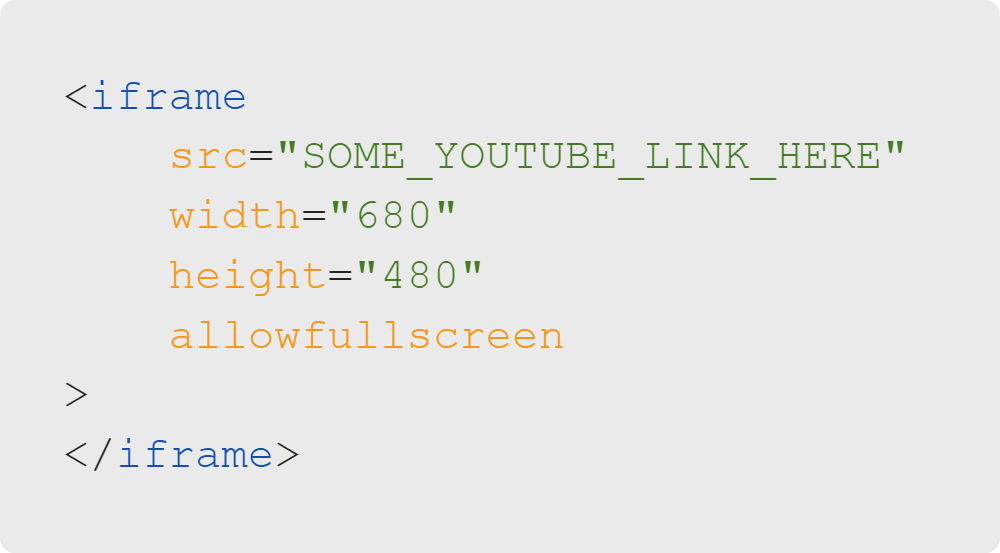 <iframe
    src="SOME_YOUTUBE_LINK_HERE"
    width="680"
    height="480"
    allowfullscreen
>
</iframe>